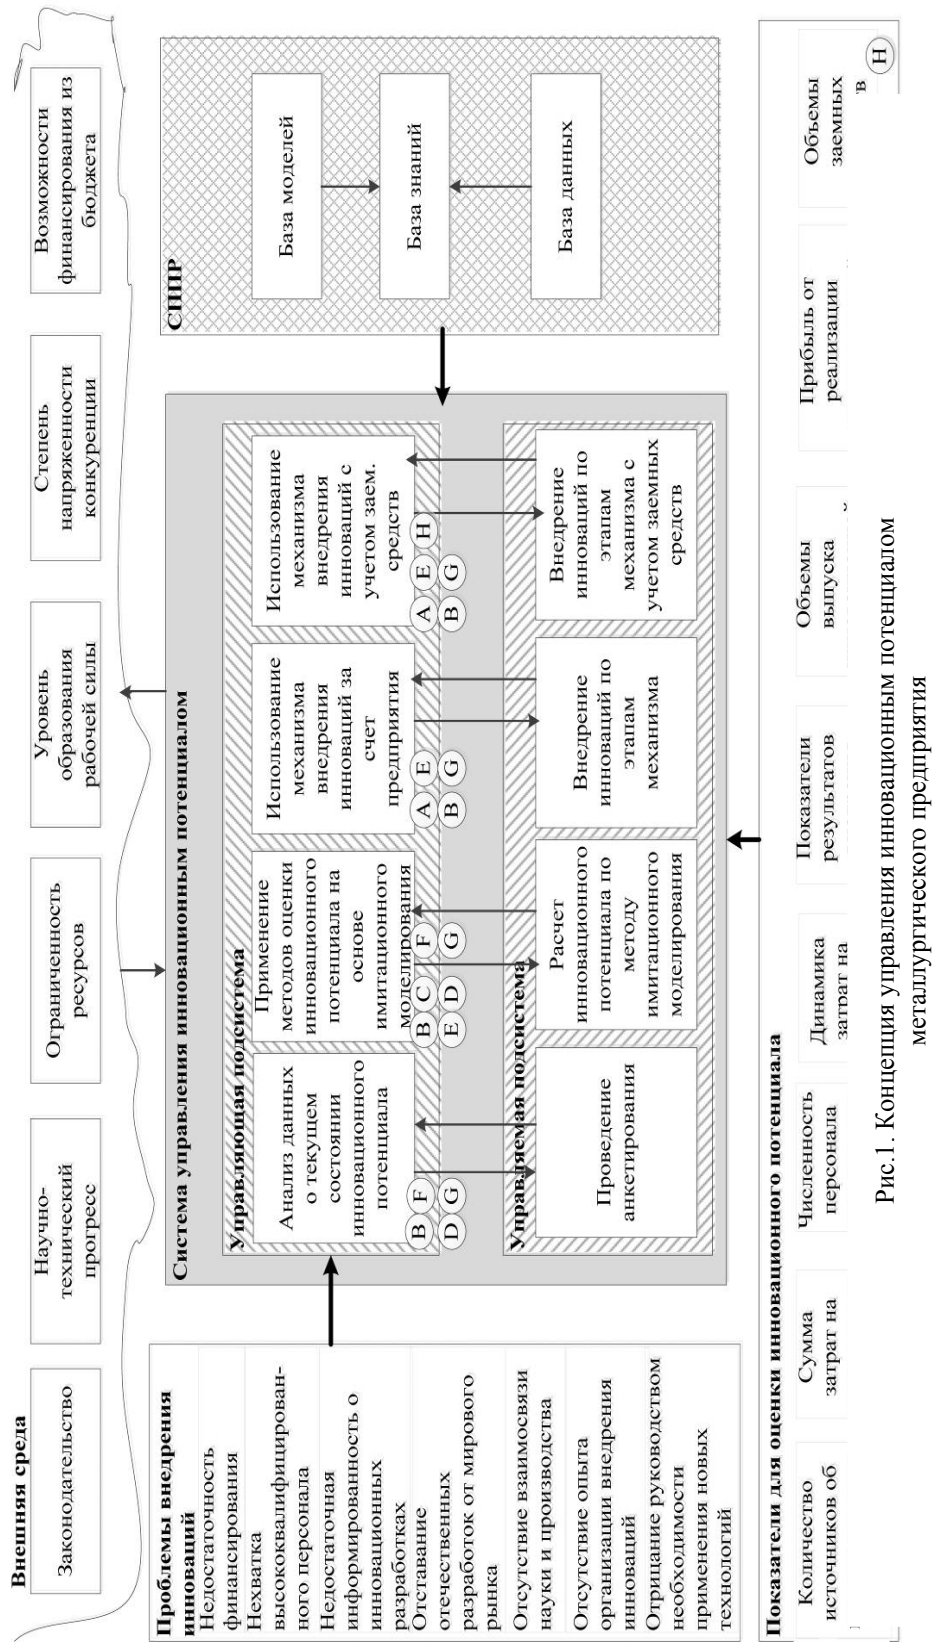 Внешняя среда
Законодательство
Научно-
технический
прогресс
Ограниченность
ресурсов
Уровень
образования
рабочей силы
Степень
напряженности
конкуренции
Возможности
финансирования из
бюджета
Проблемы внедрения
инноваций
Недостаточность
финансирования
Нехватка
высококвалифицирован-
ного персонала
Недостаточная
информированность о
инновационных
разработках
Отставание
отечественных
разработок от мирового
рынка
Отсутствие взаимосвязи
науки и производства
Отсутствие опыта
организации внедрения
инноваций
Отрицание руководством
необходимости
применения новых
технологий
Система управления инновационным потенциалом
Управляющая подсистема
Анализ данных
о текущем
состоянии
инновационного
потенциала
B F
D G
Применение
методов оценки
инновационного
потенциала на
основе
имитационного
моделирования
B C F
E D G
Использование
механизма
внедрения
инноваций за
счет
предприятия
A E
B G
Использование
механизма
внедрения
инноваций с
учетом заем.
средств
A E H
B G
Управляемая подсистема
Проведение
анкетирования
Расчет
инновационного
потенциала по
методу
имитационного
моделирования
Внедрение
инноваций по
этапам
механизма
Внедрение
инноваций по
этапам
механизма с
учетом заемных
средств
СППР
База моделей
База знаний
База данных
Показатели для оценки инновационного потенциала
Количество
источников об
Сумма
затрат на
Численность
персонала
Динамика
затрат на
Показатели
результатов
Объемы
выпуска
Прибыль от
реализации
Объемы
заемных
в
H
Рис.1. Концепция управления инновационным потенциалом
металлургического предприятия